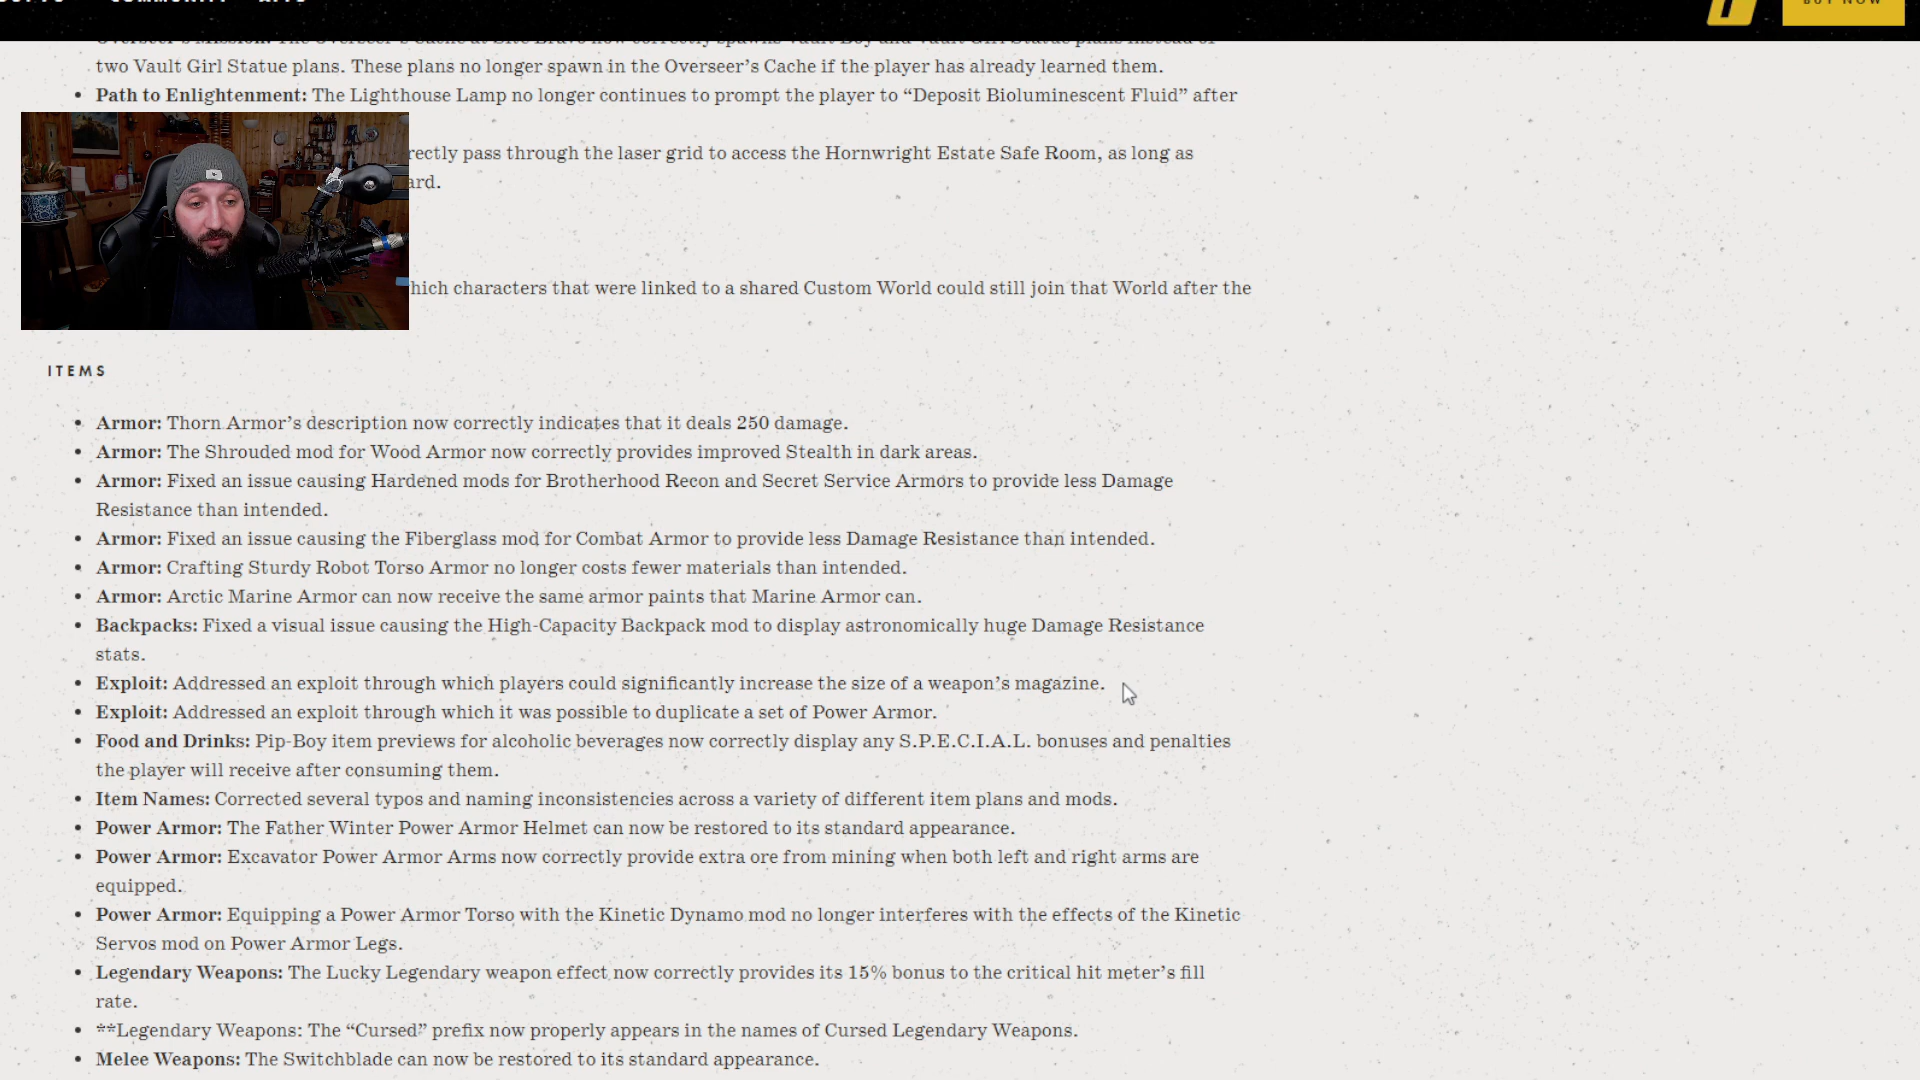 BUY NOW
Overseer's Mission: The Overseer's Cache at Site Bravo now correctly spawns Vault Boy and Vault Girl Statue plans instead of
two Vault Girl Statue plans. These plans no longer spawn in the Overseer's Cache if the player has already learned them.
• Path to Enlightenment: The Lighthouse Lamp no longer continues to prompt the player to “Deposit Bioluminescent Fluid” after
rectly pass through the laser grid to access the Hornwright Estate Safe Room, as long as
ard.
hich characters that were linked to a shared Custom World could still join that World after the
ITEMS
• Armor: Thorn Armor’s description now correctly indicates that it deals 250 damage.
• Armor: The Shrouded mod for Wood Armor now correctly provides improved Stealth in dark areas.
• Armor: Fixed an issue causing Hardened mods for Brotherhood Recon and Secret Service Armors to provide less Damage
Resistance than intended.
• Armor: Fixed an issue causing the Fiberglass mod for Combat Armor to provide less Damage Resistance than intended.
• Armor: Crafting Sturdy Robot Torso Armor no longer costs fewer materials than intended.
• Armor: Arctic Marine Armor can now receive the same armor paints that Marine Armor can.
• Backpacks: Fixed a visual issue causing the High-Capacity Backpack mod to display astronomically huge Damage Resistance
stats.
• Exploit: Addressed an exploit through which players could significantly increase the size of a weapon’s magazine.
• Exploit: Addressed an exploit through which it was possible to duplicate a set of Power Armor.
• Food and Drinks: Pip-Boy item previews for alcoholic beverages now correctly display any S.P.E.C.I.A.L. bonuses and penalties
the player will receive after consuming them.
• Item Names: Corrected several typos and naming inconsistencies across a variety of different item plans and mods.
• Power Armor: The Father Winter Power Armor Helmet can now be restored to its standard appearance.
• Power Armor: Excavator Power Armor Arms now correctly provide extra ore from mining when both left and right arms are
equipped.
• Power Armor: Equipping a Power Armor Torso with the Kinetic Dynamo mod no longer interferes with the effects of the Kinetic
Servos mod on Power Armor Legs.
• Legendary Weapons: The Lucky Legendary weapon effect now correctly provides its 15% bonus to the critical hit meter’s fill
rate.
• **Legendary Weapons: The “Cursed” prefix now properly appears in the names of Cursed Legendary Weapons.
• Melee Weapons: The Switchblade can now be restored to its standard appearance.